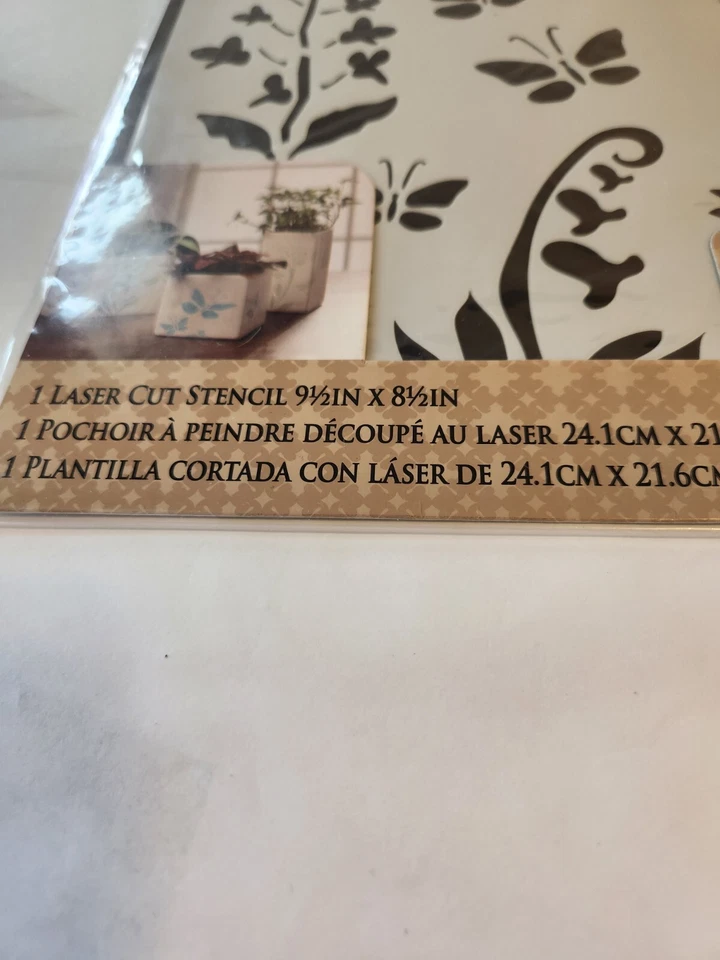 1 LASER CUT STENCIL 9½IN X 8½IN
1 POCHOIR À PEINDRE DÉCOUPÉ AU LASER 24.1CM X 21
1 PLANTILLA CORTADA CON LÁSER DE 24.1CM X 21.6CM